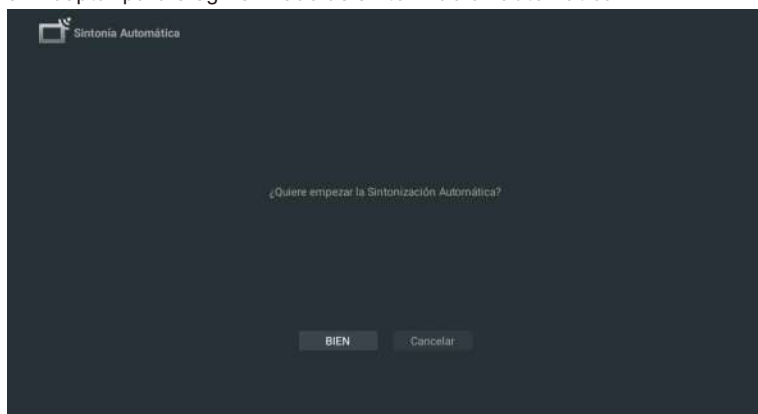 Sintonía Automática
¿Quiere empezar la Sintonización Automática?
BIEN
Cancelar